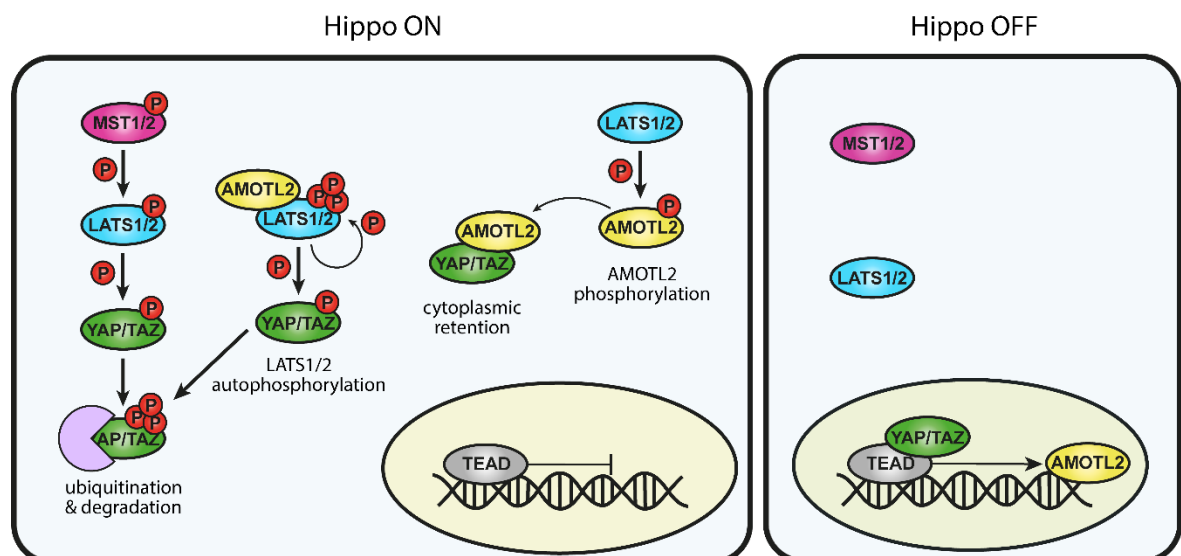 Hippo ON
Hippo OFF
P
MST1/2
P
LATS1/2
P
MST1/2
P
AMOTL2
P
P
P
P
LATS1/2
P
P
LATS1/2
P
AMOTL2
AMOTL2
YAP/TAZ
LATS1/2
P
P
AMOTL2
phosphorylation
cytoplasmic
retention
P
YAP/TAZ
P
YAP/TAZ
LATS1/2
autophosphorylation
P
P
P
AP/TAZ
ubiquitination
& degradation
TEAD
YAP/TAZ
TEAD
AMOTL2